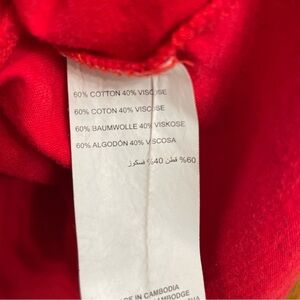 60% COTTON 40% VISCOSE
60% COTON 40% VISCOSE
60% BAUMWOLLE 40% VISKOSE
60% ALGODÓN 40% VISCOSA
60% قطن 40% فسكوز
IN CAMBODIA
CAMBODGE